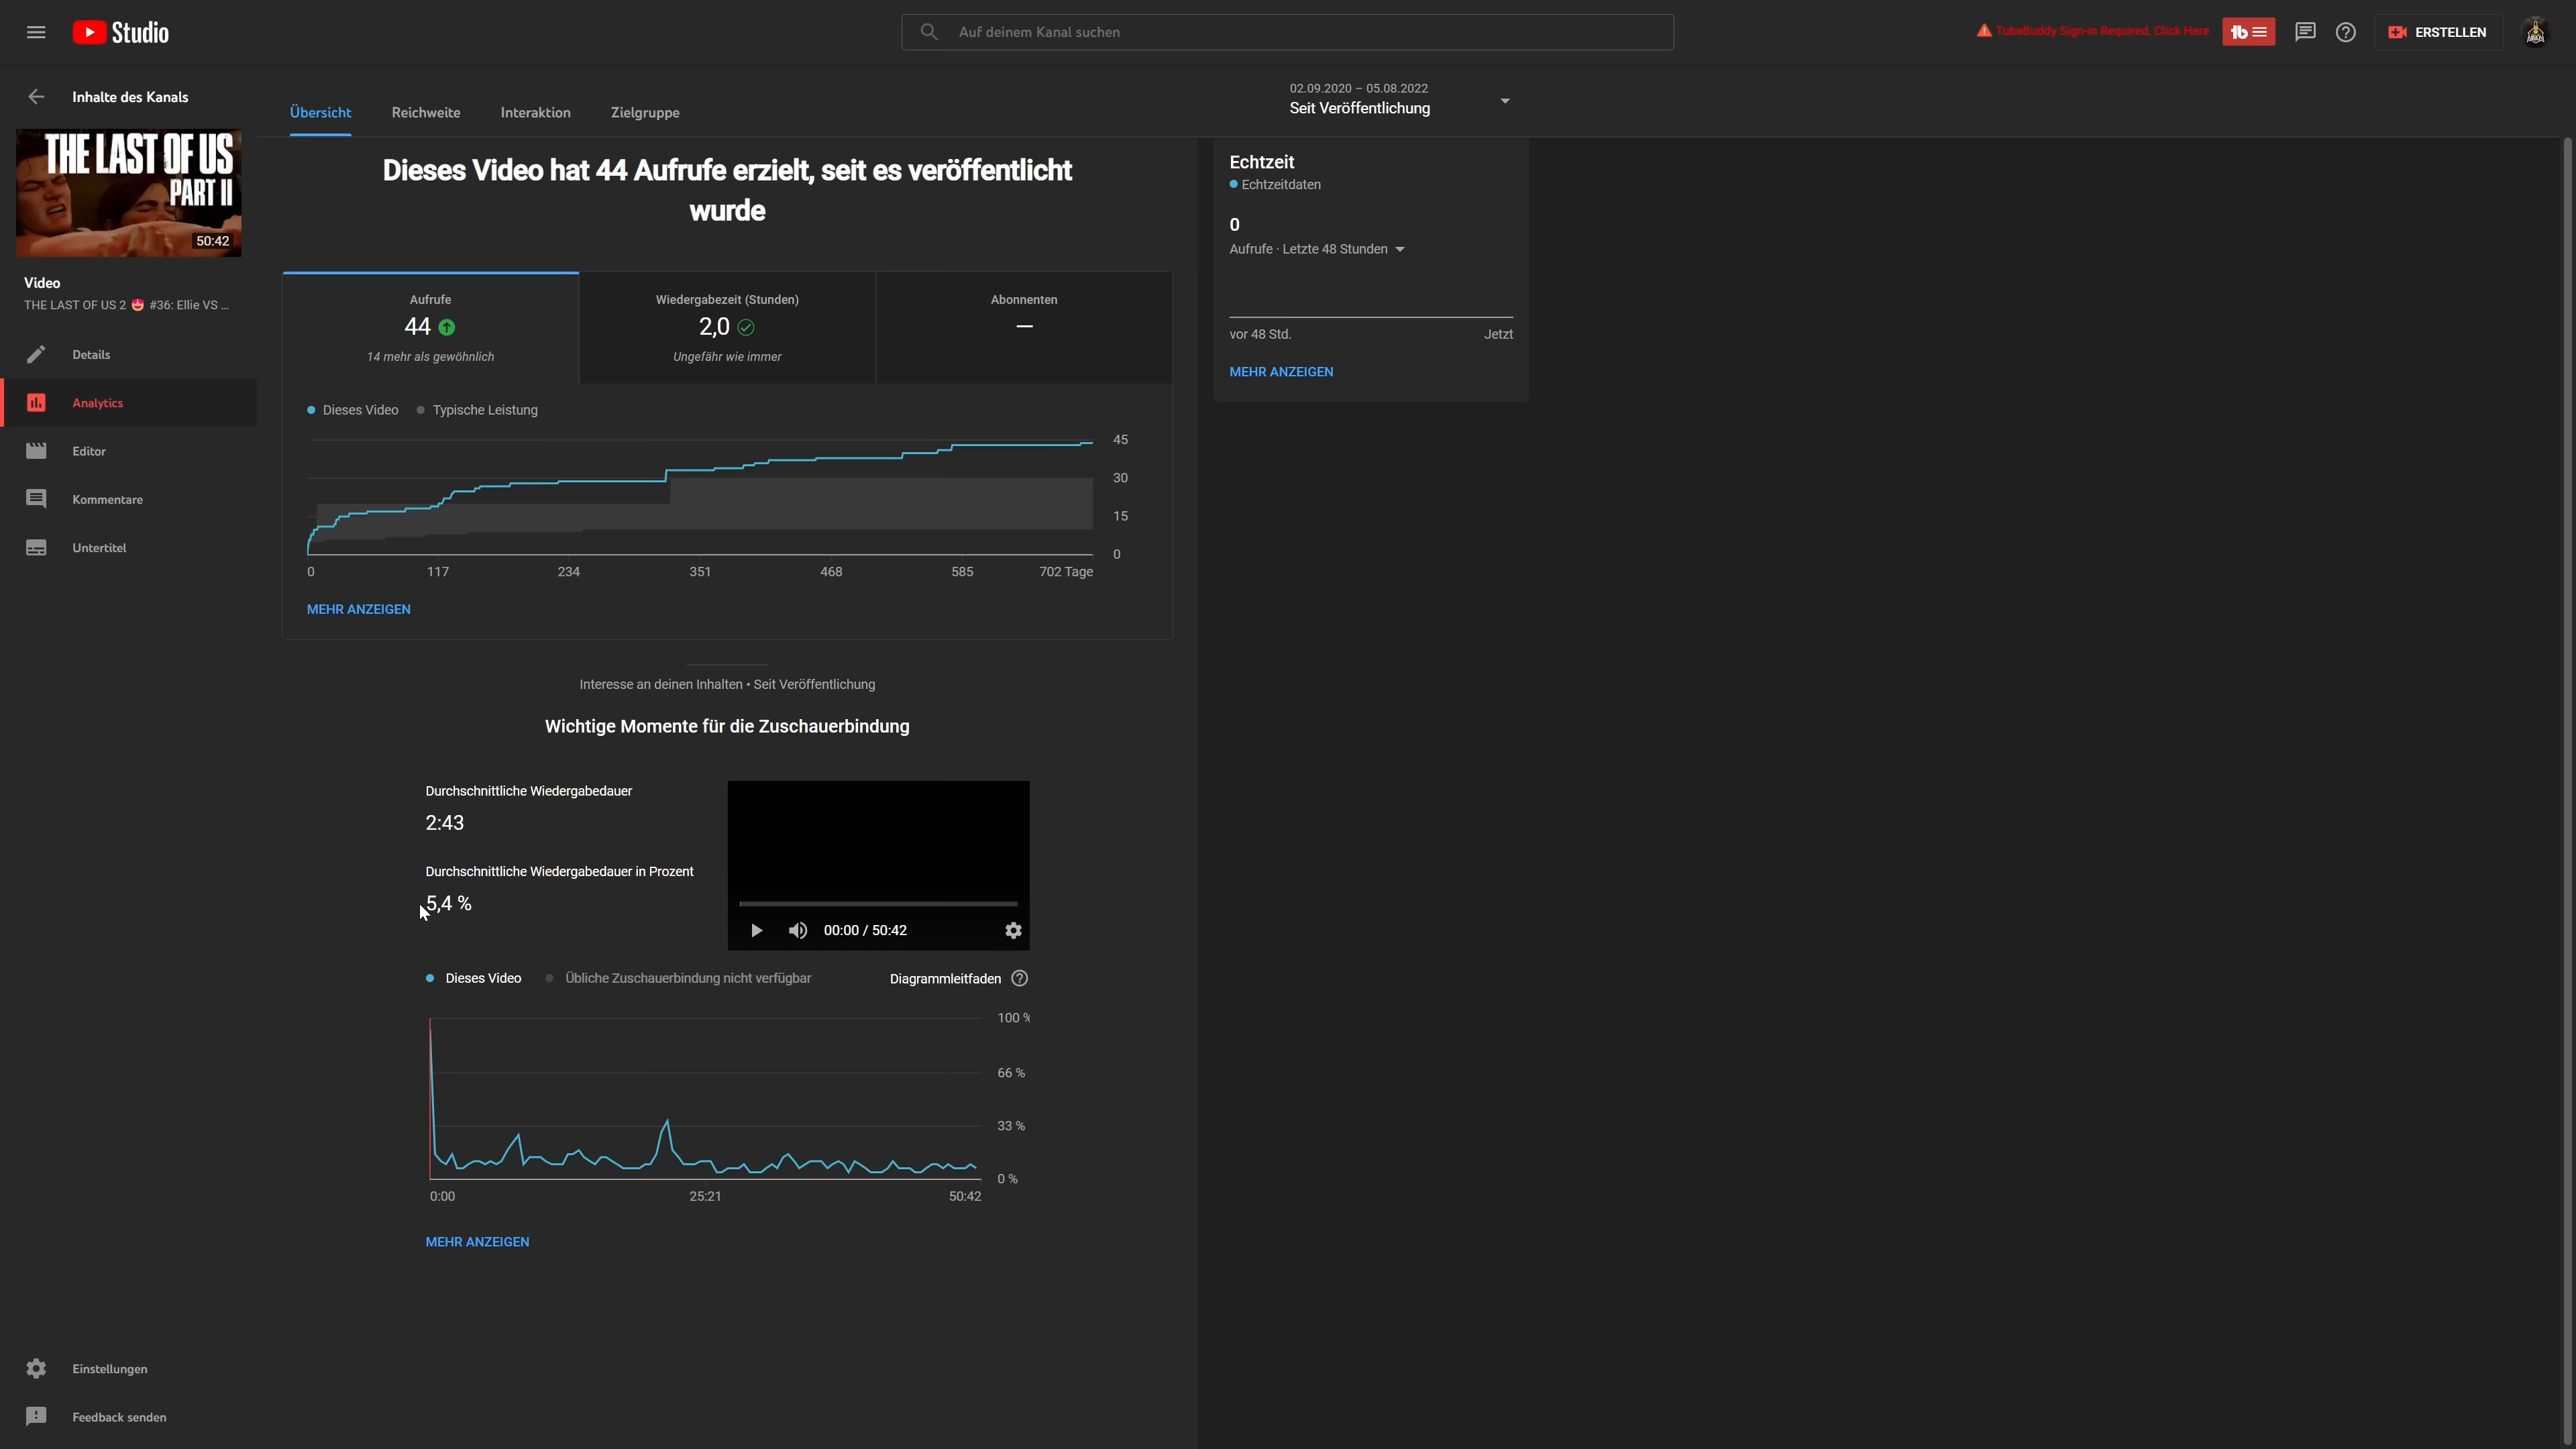 Studio
Auf deinem Kanal suchen
TubeBuddy Sign-in Required, Click Here
tb
ERSTELLEN
Inhalte des Kanals
THE LAST OF US
PART II
50:42
Video
THE LAST OF US 2 🤩 #36: Ellie VS ...
Details
Analytics
Editor
Kommentare
Untertitel
Einstellungen
Feedback senden
Übersicht
Reichweite
Interaktion
Zielgruppe
02.09.2020 – 05.08.2022
Seit Veröffentlichung
Dieses Video hat 44 Aufrufe erzielt, seit es veröffentlicht
wurde
Aufrufe
44
14 mehr als gewöhnlich
Wiedergabezeit (Stunden)
2,0
Ungefähr wie immer
Abonnenten
—
Dieses Video
Typische Leistung
45
30
15
0
0
117
234
351
468
585
702 Tage
MEHR ANZEIGEN
Interesse an deinen Inhalten • Seit Veröffentlichung
Wichtige Momente für die Zuschauerbindung
Durchschnittliche Wiedergabedauer
2:43
Durchschnittliche Wiedergabedauer in Prozent
5,4 %
00:00 / 50:42
Dieses Video
Übliche Zuschauerbindung nicht verfügbar
Diagrammleitfaden
100 %
66 %
33 %
0 %
0:00
25:21
50:42
MEHR ANZEIGEN
Echtzeit
Echtzeitdaten
0
Aufrufe · Letzte 48 Stunden
vor 48 Std.
Jetzt
MEHR ANZEIGEN